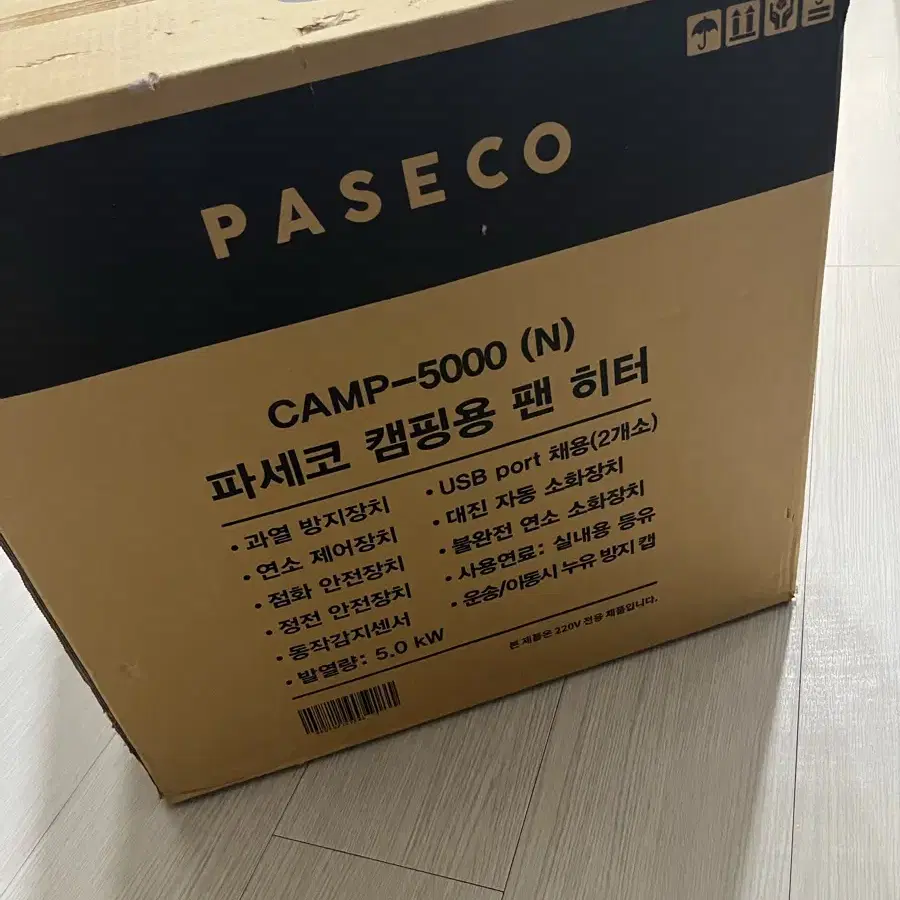 PASECO
CAMP-5000 (N)
파세코 캠핑용 팬 히터
• 과열 방지장치
• 연소 제어장치
• 점화 안전장치
• 정전 안전장치
• 동작감지센서
• 발열량: 5.0 kW
• USB port 채용(2개소)
• 대진 자동 소화장치
• 불완전 연소 소화장치
• 사용연료: 실내용 등유
• 운송/이동시 누유 방지 캡
본 제품은 220V 전용 제품입니다.